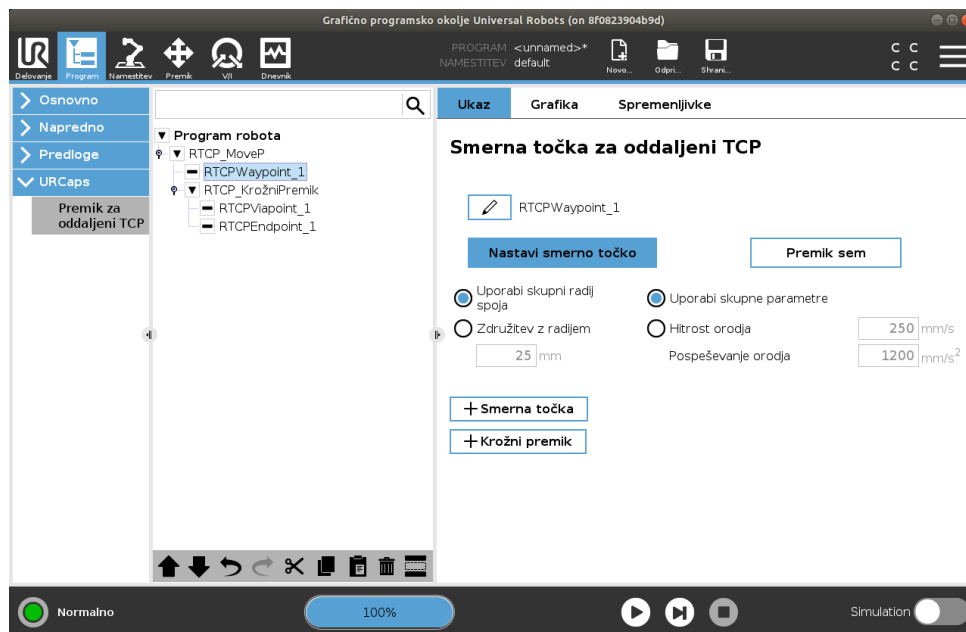 Grafično programsko okolje Universal Robots (on 8f0823904b9d)
Delovanje
Program
Namestitev
Premik
V/I
Dnevnik
PROGRAM <unnamed>*
NAMESTITEV default
Novo...
Odpri...
Shrani...
C C
C C
Osnovno
Napredno
Predloge
URCaps
Premik za
oddaljeni TCP
Program robota
RTCP_MoveP
RTCPWaypoint_1
RTCP_KrožniPremik
RTCPViapoint_1
RTCPEndpoint_1
Ukaz Grafika Spremenljivke
Smerna točka za oddaljeni TCP
RTCPWaypoint_1
Nastavi smerno točko
Premik sem
Uporabi skupni radij
spoja
Združitev z radijem
25 mm
Uporabi skupne parametre
Hitrost orodja 250 mm/s
Pospeševanje orodja 1200 mm/s²
+ Smerna točka
+ Krožni premik
Normalno
100%
Simulation